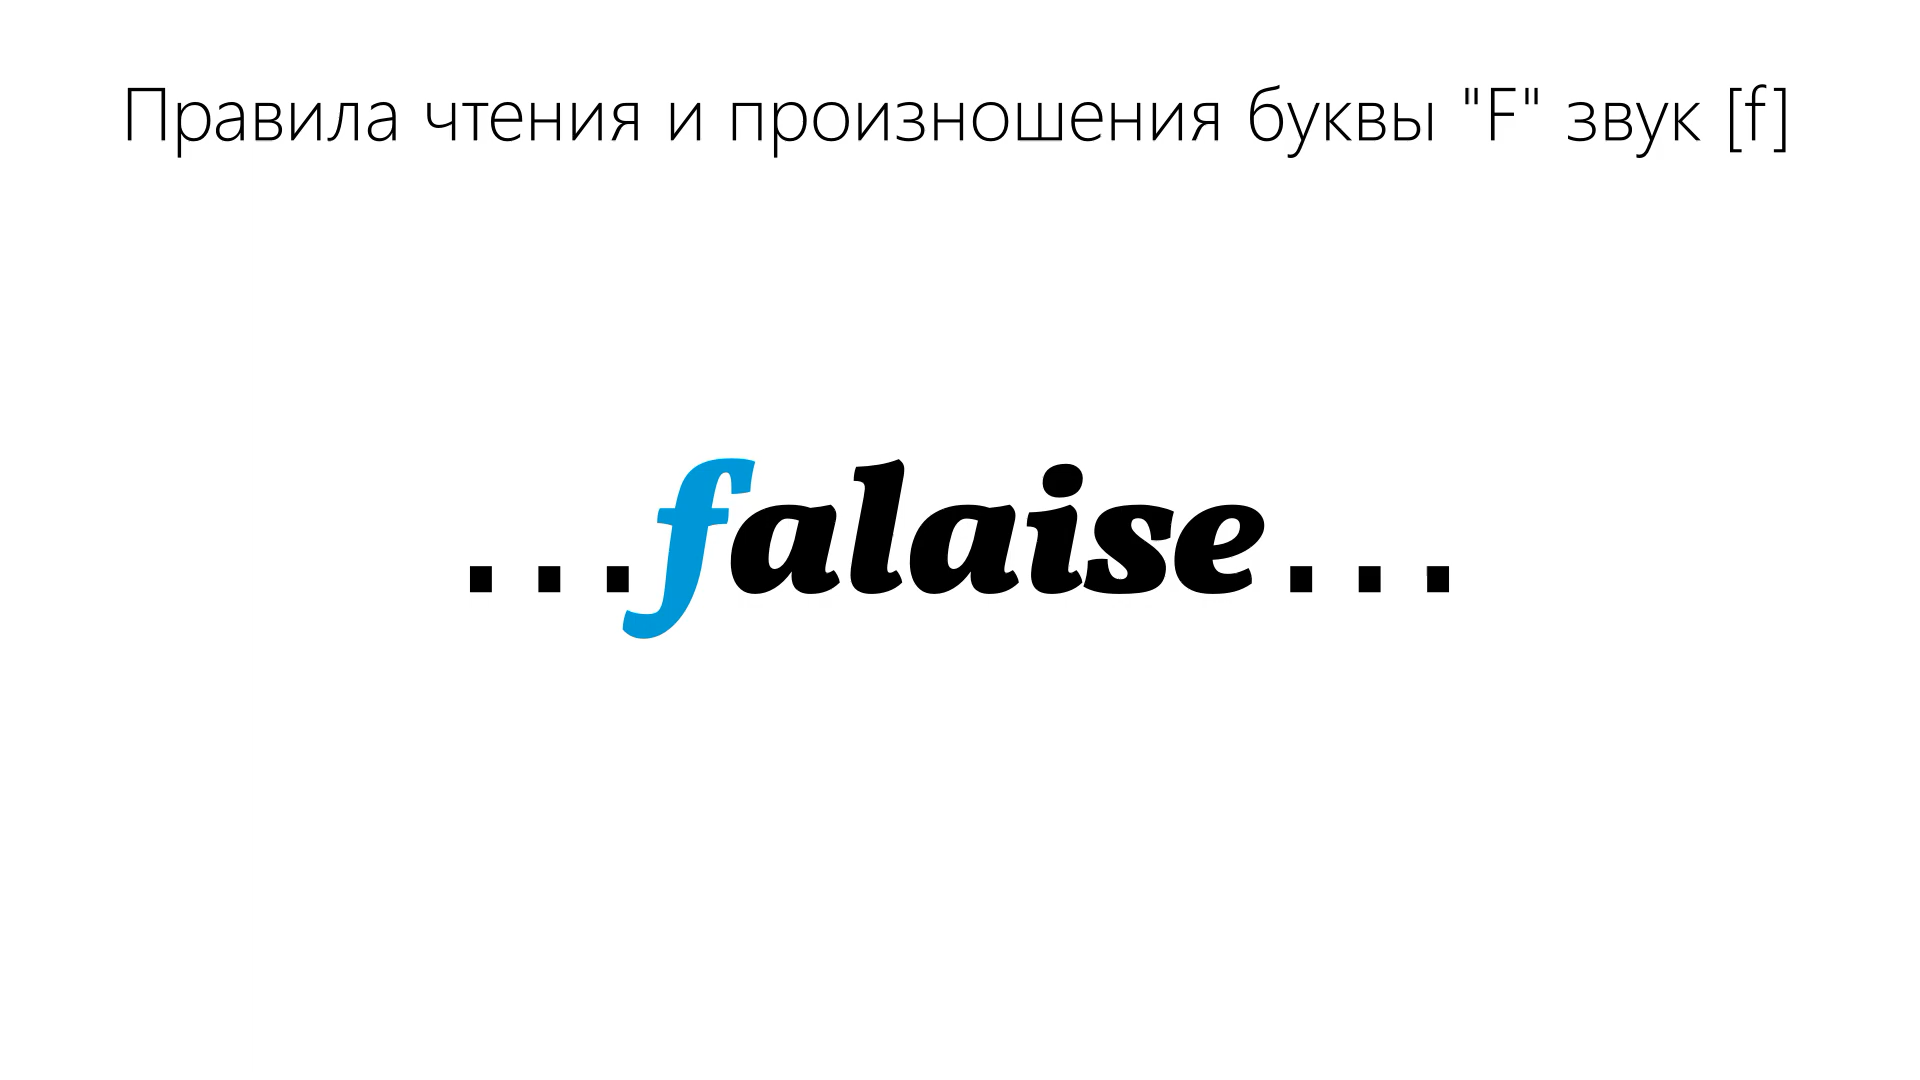 Правила чтения и произношения буквы "F" звук [f]
...falaise...